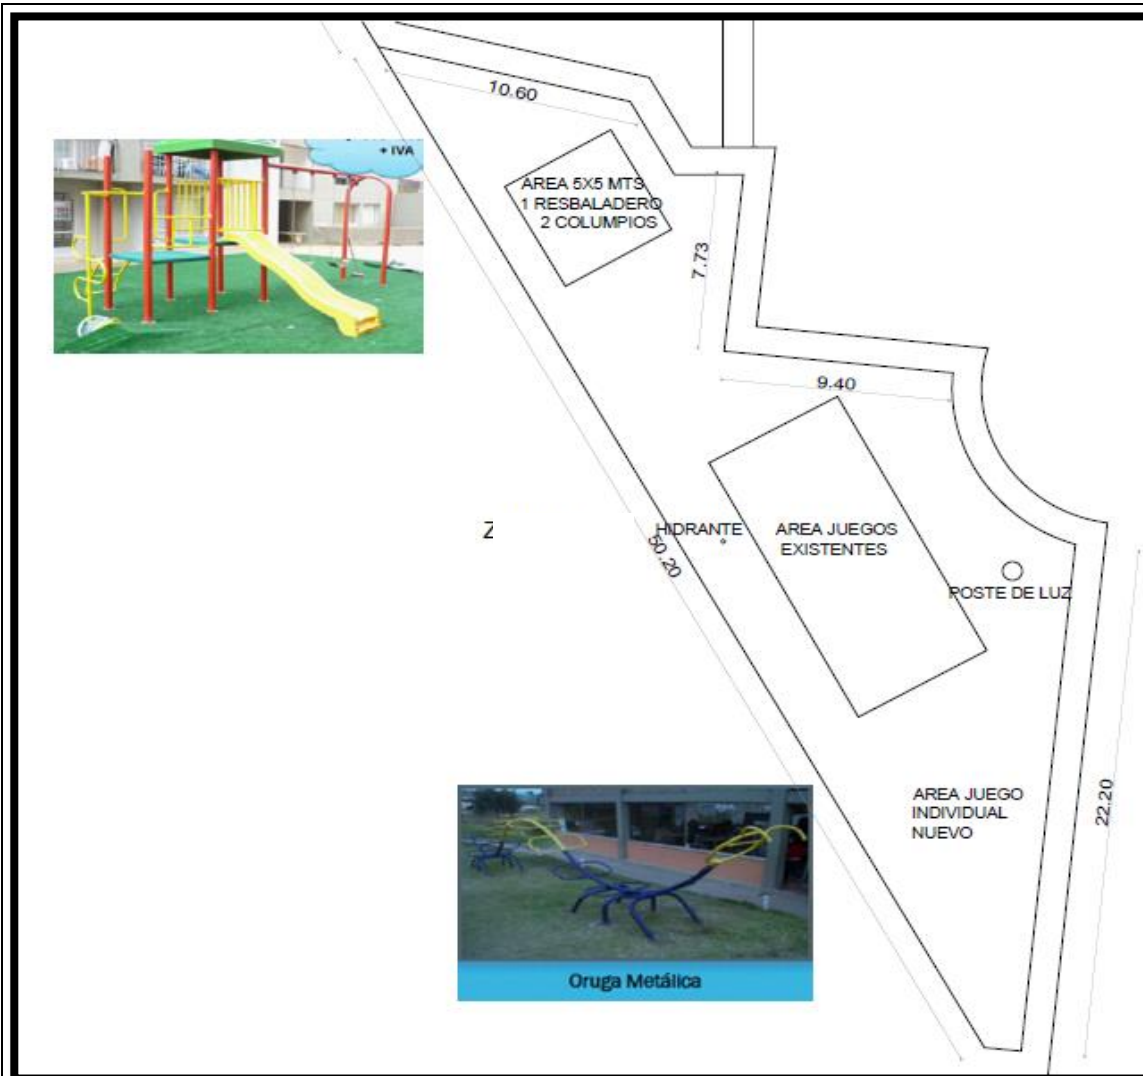 10.60
+ IVA
AREA 5X5 MTS
1 RESBALADERO
2 COLUMPIOS
7.73
9.40
Z
HIDRANTE
50.20
AREA JUEGOS
EXISTENTES
POSTE DE LUZ
AREA JUEGO
INDIVIDUAL
NUEVO
22.20
Oruga Metálica